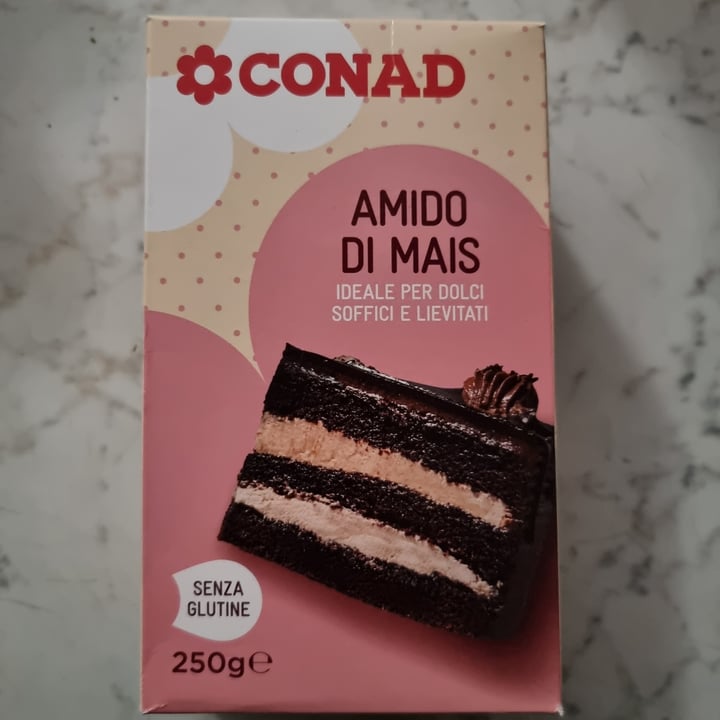 CONAD
AMIDO
DI MAIS
IDEALE PER DOLCI
SOFFICI E LIEVITATI
SENZA
GLUTINE
250g℮